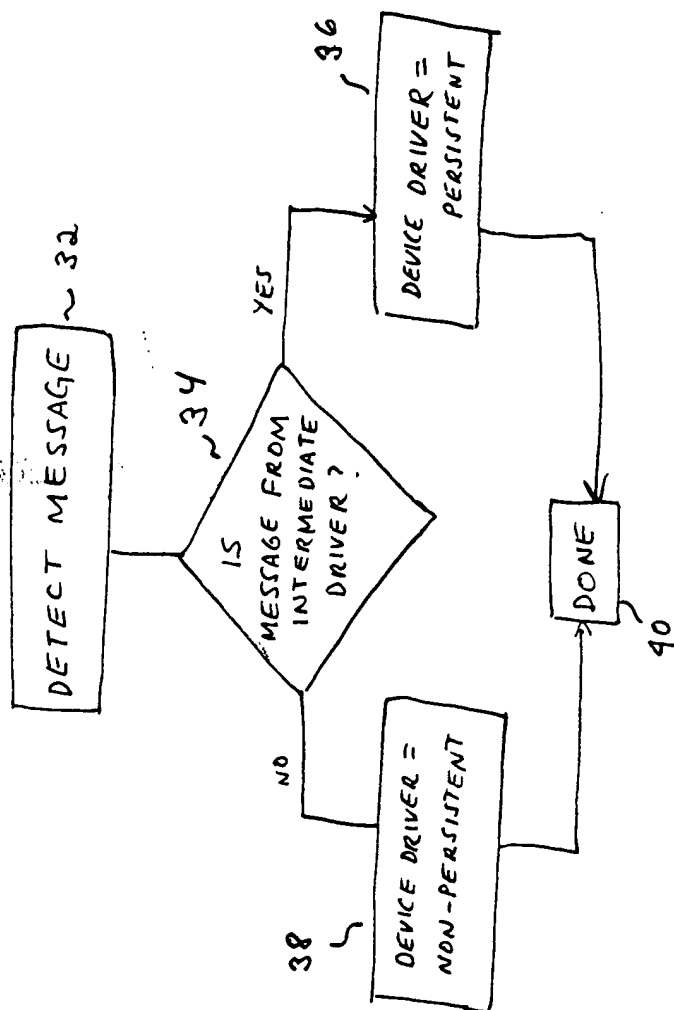 DETECT MESSAGE
32
34
IS
MESSAGE FROM
INTERMEDIATE
DRIVER?
YES
36
DEVICE DRIVER =
PERSISTENT
NO
38
DEVICE DRIVER =
NON-PERSISTENT
DONE
40